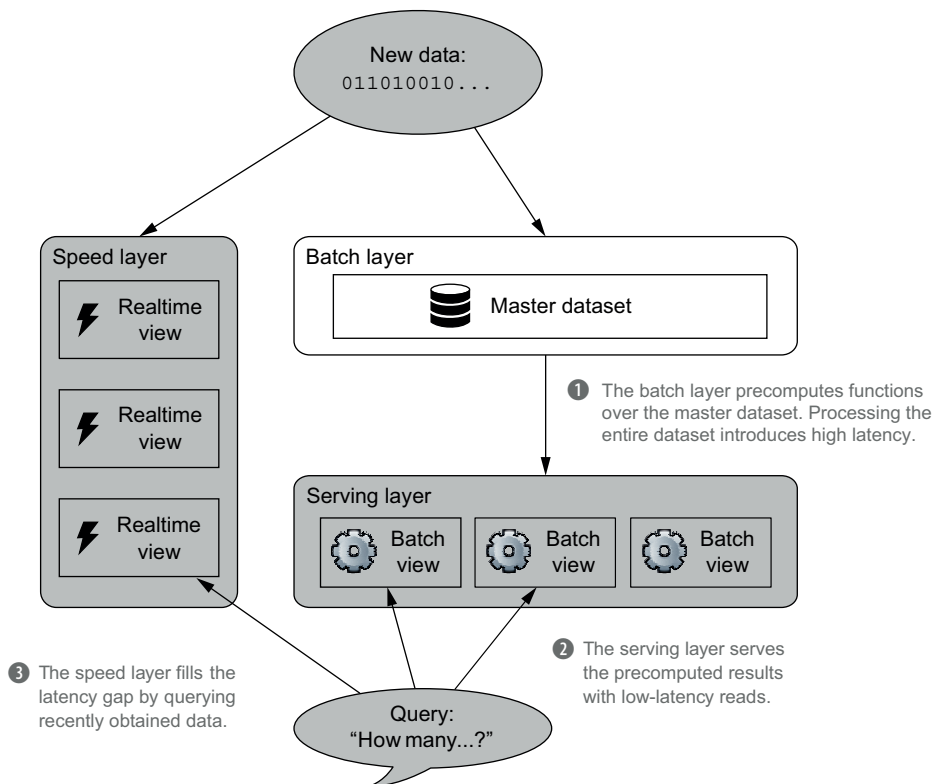 New data:
011010010...
Speed layer
Realtime
view
Realtime
view
Realtime
view
Batch layer
Master dataset
1 The batch layer precomputes functions
over the master dataset. Processing the
entire dataset introduces high latency.
Serving layer
Batch
view
Batch
view
Batch
view
2 The serving layer serves
the precomputed results
with low-latency reads.
3 The speed layer fills the
latency gap by querying
recently obtained data.
Query:
“How many...?”